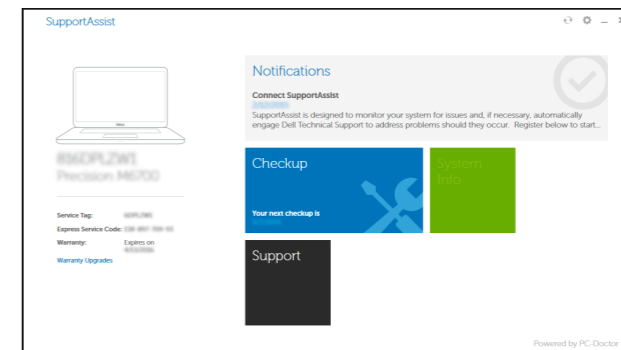 SupportAssist
Notifications
Connect SupportAssist
SupportAssist is designed to monitor your system for issues and, if necessary, automatically
engage Dell Technical Support to address problems should they occur. Register below to start...
Precision M6700
Checkup
System
Info
Your next checkup is
Service Tag:
Express Service Code:
Warranty: Expires on
Warranty Upgrades
Support
Powered by PC-Doctor